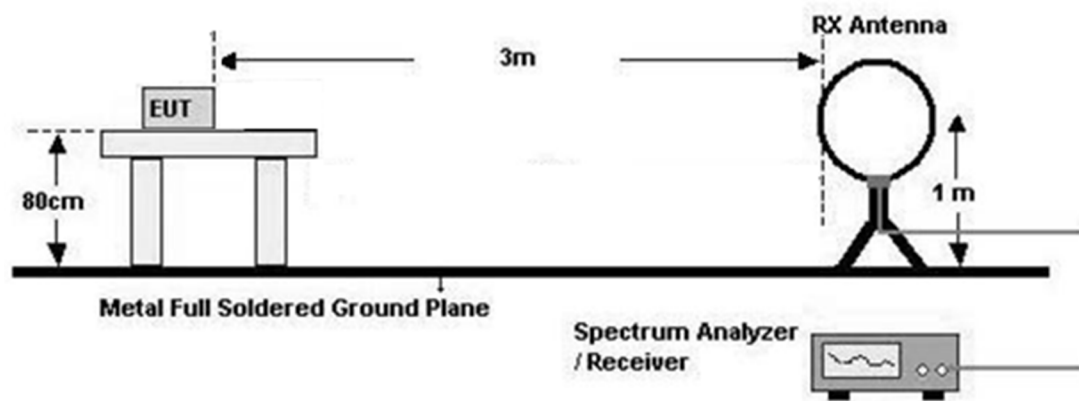 RX Antenna
3m
EUT
80cm
1 m
Metal Full Soldered Ground Plane
Spectrum Analyzer
/ Receiver